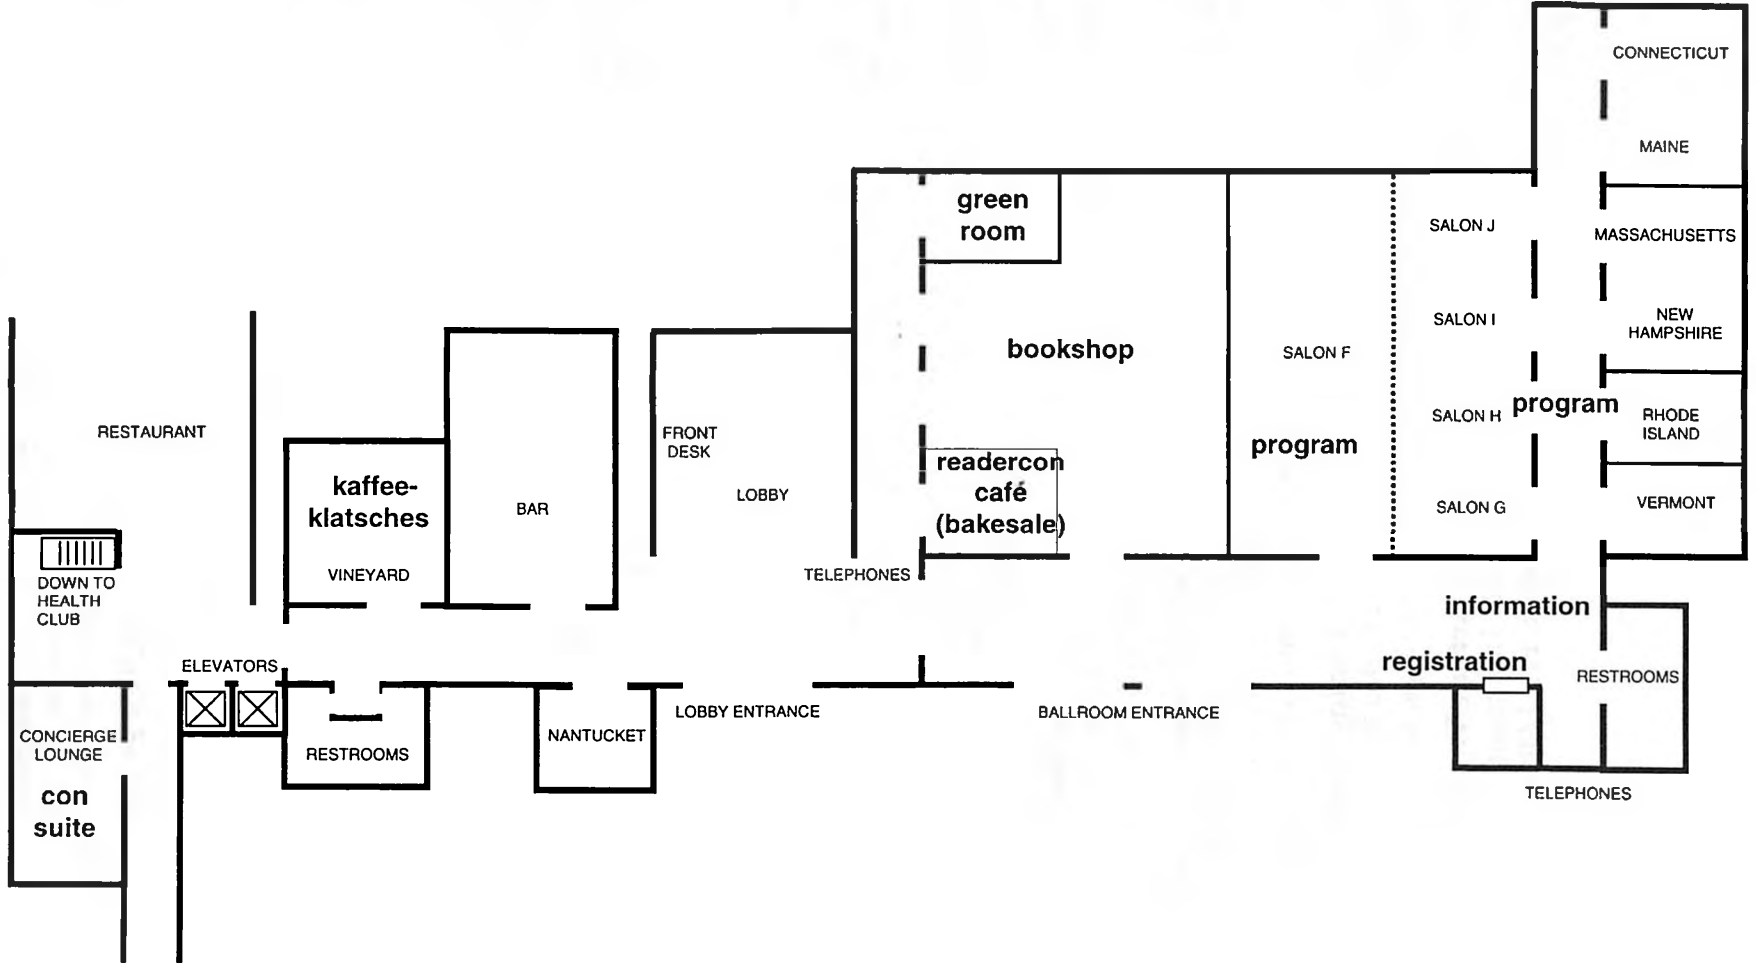 CONNECTICUT
MAINE
green
room
SALON J
MASSACHUSETTS
SALON I
NEW
HAMPSHIRE
bookshop
SALON F
program
RESTAURANT
FRONT
DESK
SALON H
RHODE
ISLAND
program
readercon
café
(bakesale)
kaffee-
klatsches
LOBBY
BAR
SALON G
VERMONT
VINEYARD
TELEPHONES
DOWN TO
HEALTH
CLUB
information
ELEVATORS
registration
RESTROOMS
LOBBY ENTRANCE
BALLROOM ENTRANCE
CONCIERGE
LOUNGE
NANTUCKET
RESTROOMS
con
suite
TELEPHONES